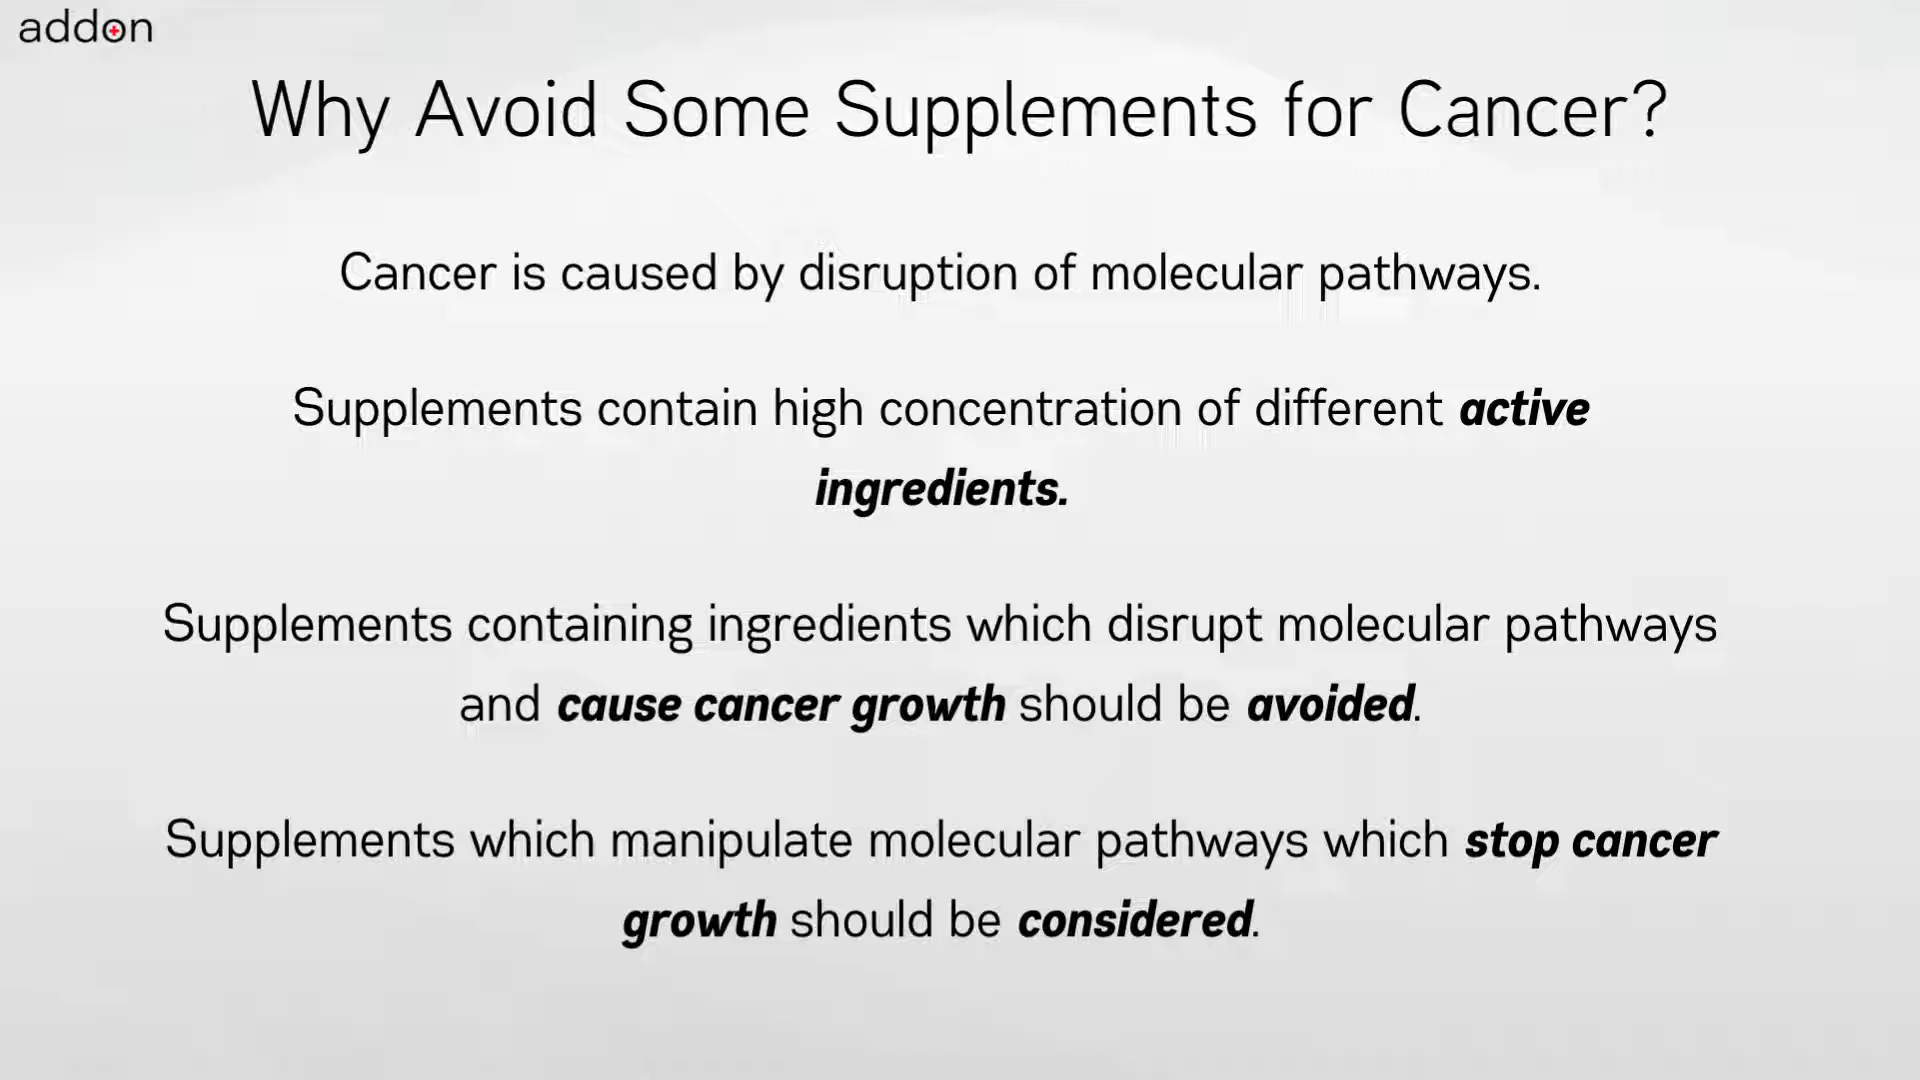 addon
Why Avoid Some Supplements for Cancer?
Cancer is caused by disruption of molecular pathways.
Supplements contain high concentration of different active
ingredients.
Supplements containing ingredients which disrupt molecular pathways
and cause cancer growth should be avoided.
Supplements which manipulate molecular pathways which stop cancer
growth should be considered.